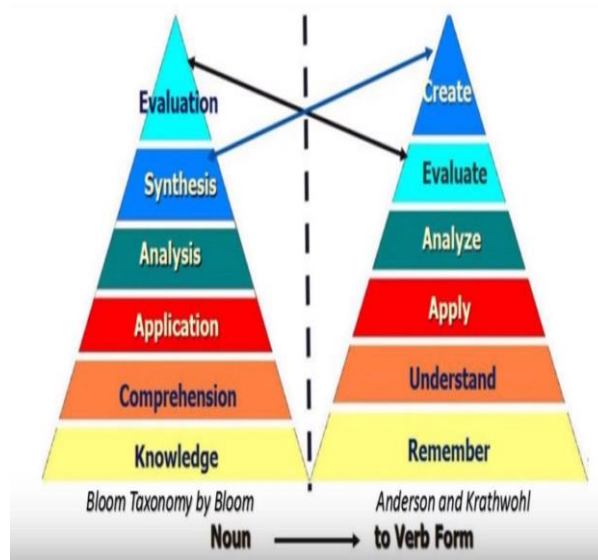 Evaluation
Synthesis
Analysis
Application
Comprehension
Knowledge
Create
Evaluate
Analyze
Apply
Understand
Remember
Bloom Taxonomy by Bloom
Anderson and Krathwohl
Noun to Verb Form